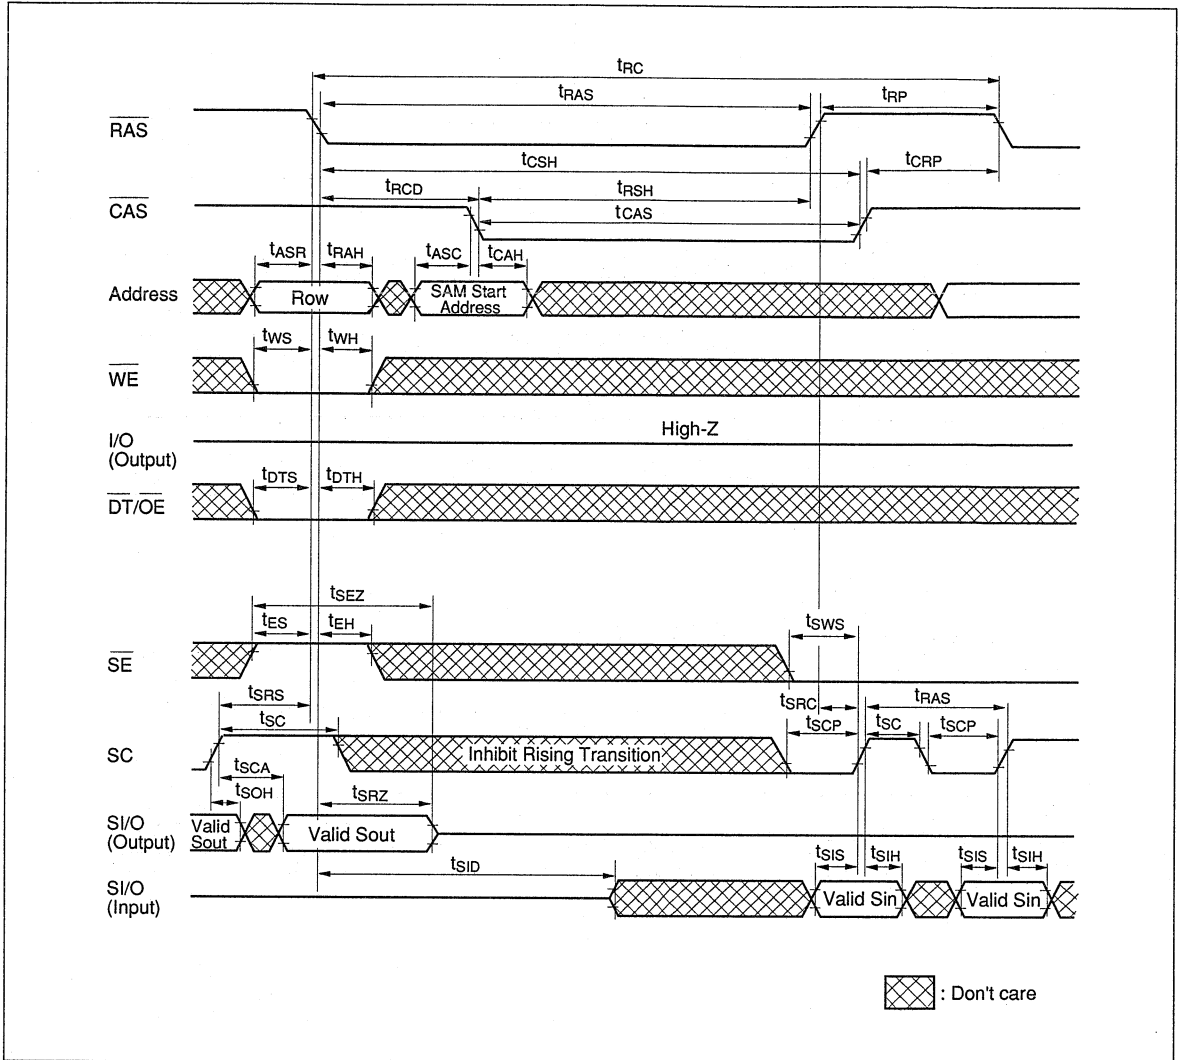 tRC
tRAS
tRP
RAS
tCSH
tCRP
tRCD
tRSH
CAS
tCAS
tASR
tRAH
tASC
tCAH
Address
Row
SAM Start
Address
tWS
tWH
WE
High-Z
I/O
(Output)
tDTS
tDTH
DT/OE
tSEZ
tES
tEH
tSWS
SE
tSRS
tSRC
tRAS
tSC
tSCP
tSC
tSCP
SC
Inhibit Rising Transition
tSCA
tSOH
tSRZ
SI/O
(Output)
Valid
Sout
Valid Sout
tSID
tSIS
tSIH
tSIS
tSIH
SI/O
(Input)
Valid Sin
Valid Sin
: Don't care